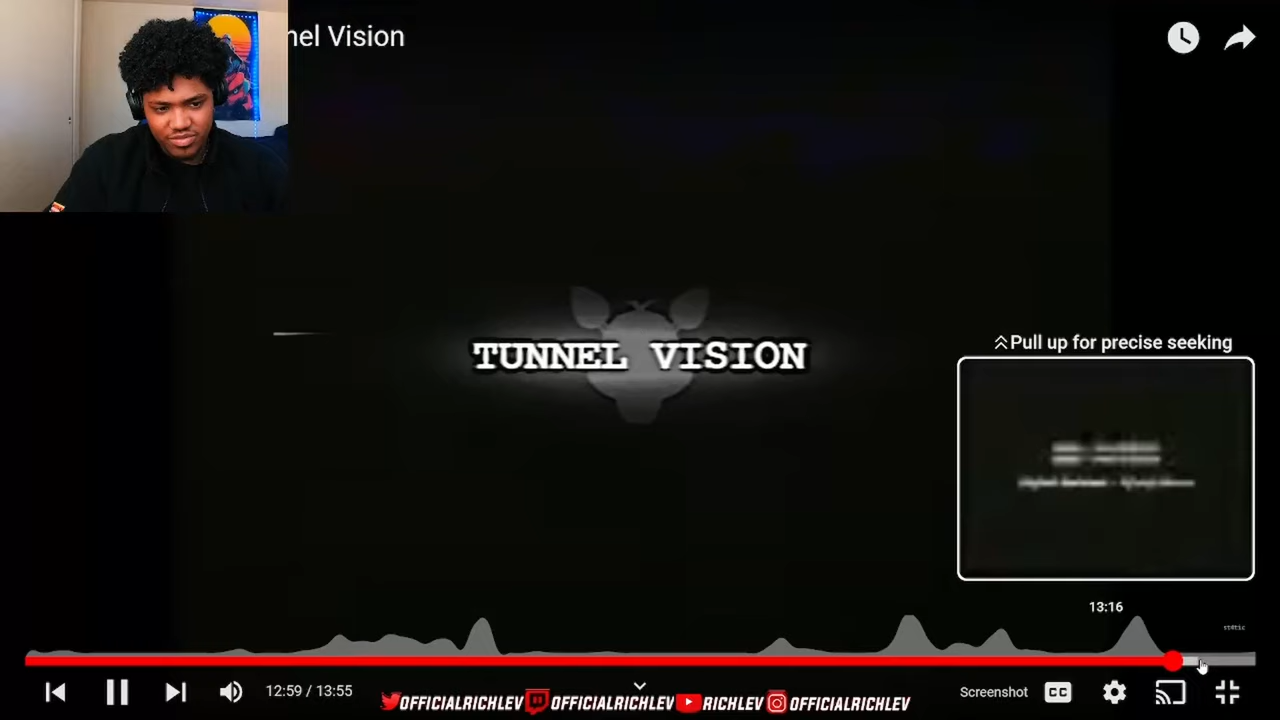 nel Vision
TUNNEL VISION
Pull up for precise seeking
13:16
static
12:59 / 13:55
OFFICIALRICHLEV OFFICIALRICHLEV RICHLEV OFFICIALRICHLEV
Screenshot
CC